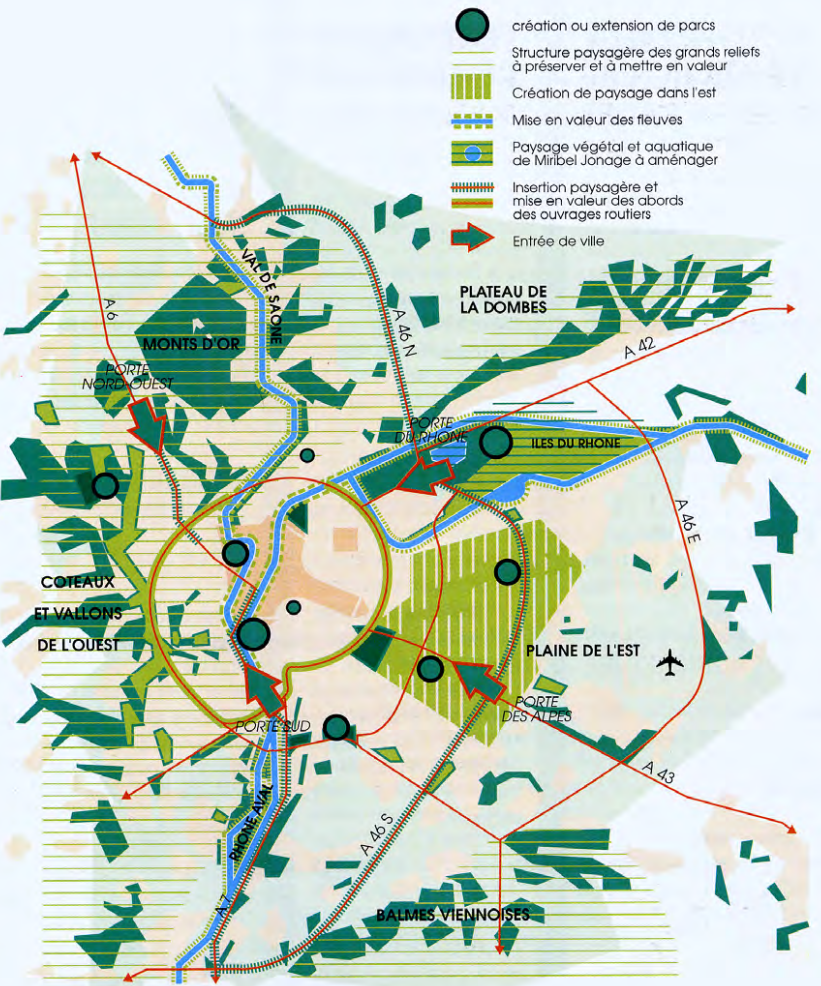 création ou extension de parcs
Structure paysagère des grands reliefs
à préserver et à mettre en valeur
Création de paysage dans l'est
Mise en valeur des fleuves
Paysage végétal et aquatique
de Miribel Jonage à aménager
Insertion paysagère et
mise en valeur des abords
des ouvrages routiers
Entrée de ville
VAL DE SAONE
PLATEAU DE
LA DOMBES
A 6
A 46 N
MONTS D'OR
A 42
PORTE
NORD-OUEST
PORTE
DU RHONE
ILES DU RHONE
A 46 E
COTEAUX
ET VALLONS
DE L'OUEST
PLAINE DE L'EST
PORTE
DES ALPES
PORTE SUD
A 43
RHONE AVAL
A 46 S
A 7
BALMES VIENNOISES